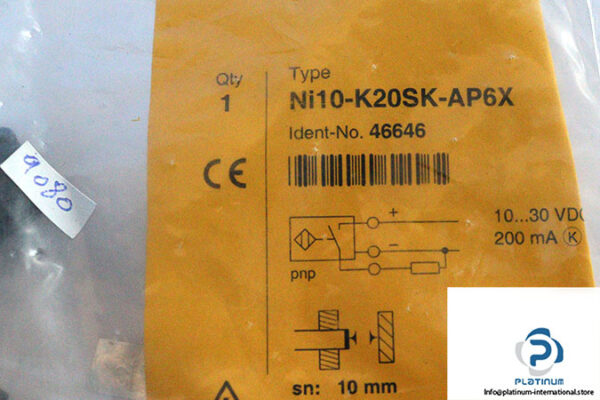 Qty
1
Type
Ni10-K20SK-AP6X
Ident-No. 46646
CE
+
10...30 VDC
−
200 mA K
pnp
sn: 10 mm
9080
PLATINUM
Info@platinum-international.store